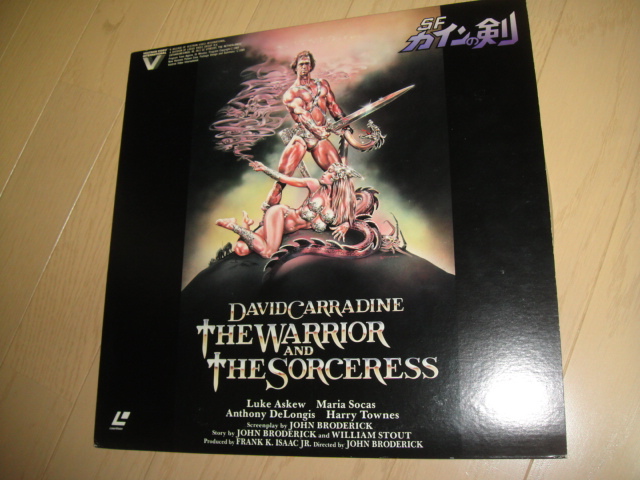 SF
カインの剣
DAVID CARRADINE
THE WARRIOR
AND
THE SORCERESS
Luke Askew Maria Socas
Anthony DeLongis Harry Townes
Screenplay by JOHN BRODERICK
Story by JOHN BRODERICK and WILLIAM STOUT
Produced by FRANK K. ISAAC JR. Directed by JOHN BRODERICK